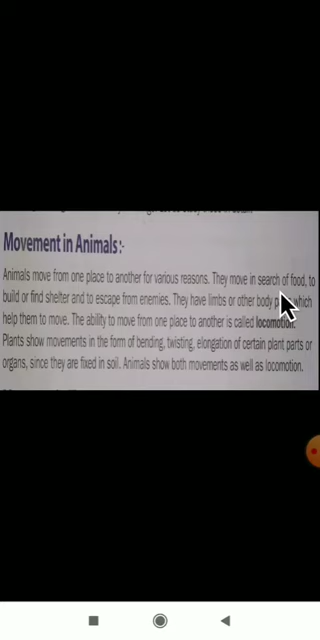 Movement in Animals :-
Animals move from one place to another for various reasons. They move in search of food, to
build or find shelter and to escape from enemies. They have limbs or other body which
help them to move. The ability to move from one place to another is called locomotion.
Plants show movements in the form of bending, twisting, elongation of certain plant parts or
organs, since they are fixed in soil. Animals show both movements as well as locomotion.